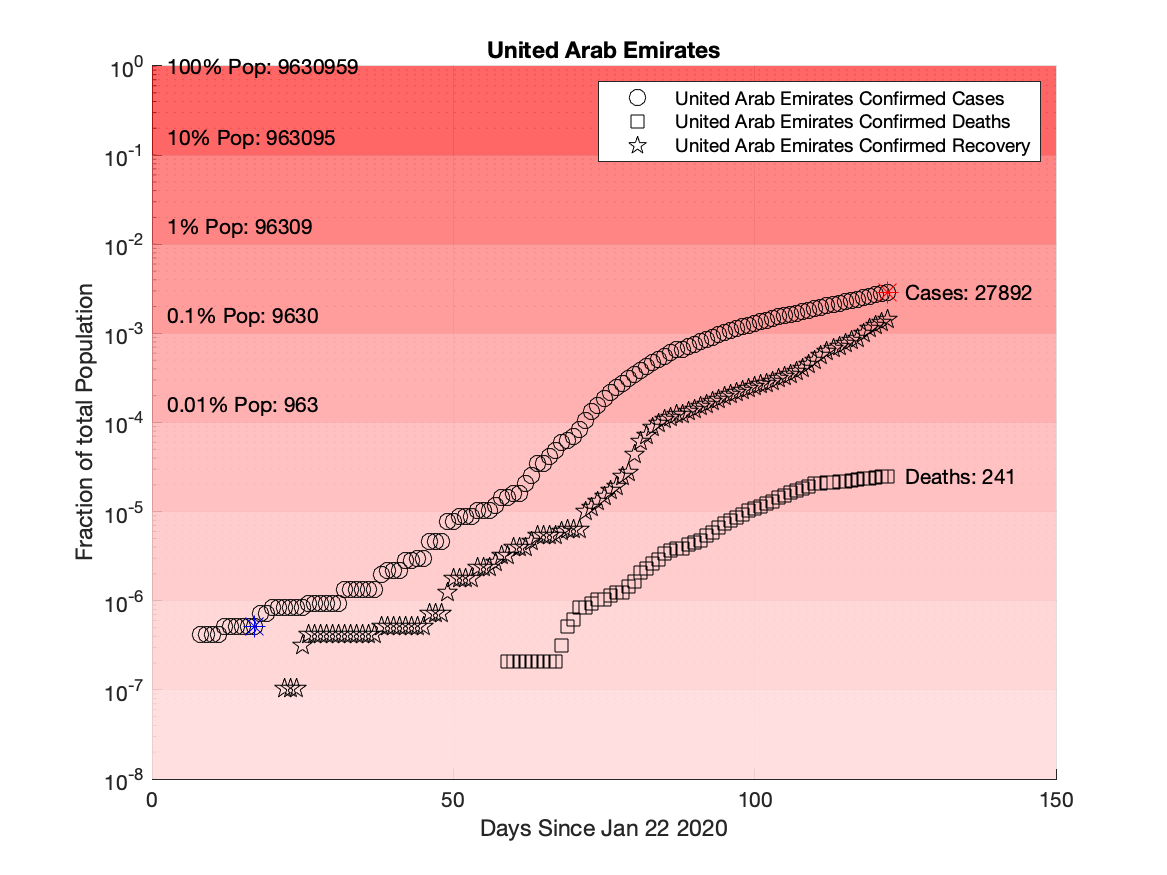 United Arab Emirates
10^0
100% Pop: 9630959
United Arab Emirates Confirmed Cases
United Arab Emirates Confirmed Deaths
United Arab Emirates Confirmed Recovery
10% Pop: 963095
10^-1
1% Pop: 96309
10^-2
Cases: 27892
0.1% Pop: 9630
10^-3
0.01% Pop: 963
10^-4
Deaths: 241
10^-5
10^-6
10^-7
10^-8
Fraction of total Population
0 50 100 150
Days Since Jan 22 2020